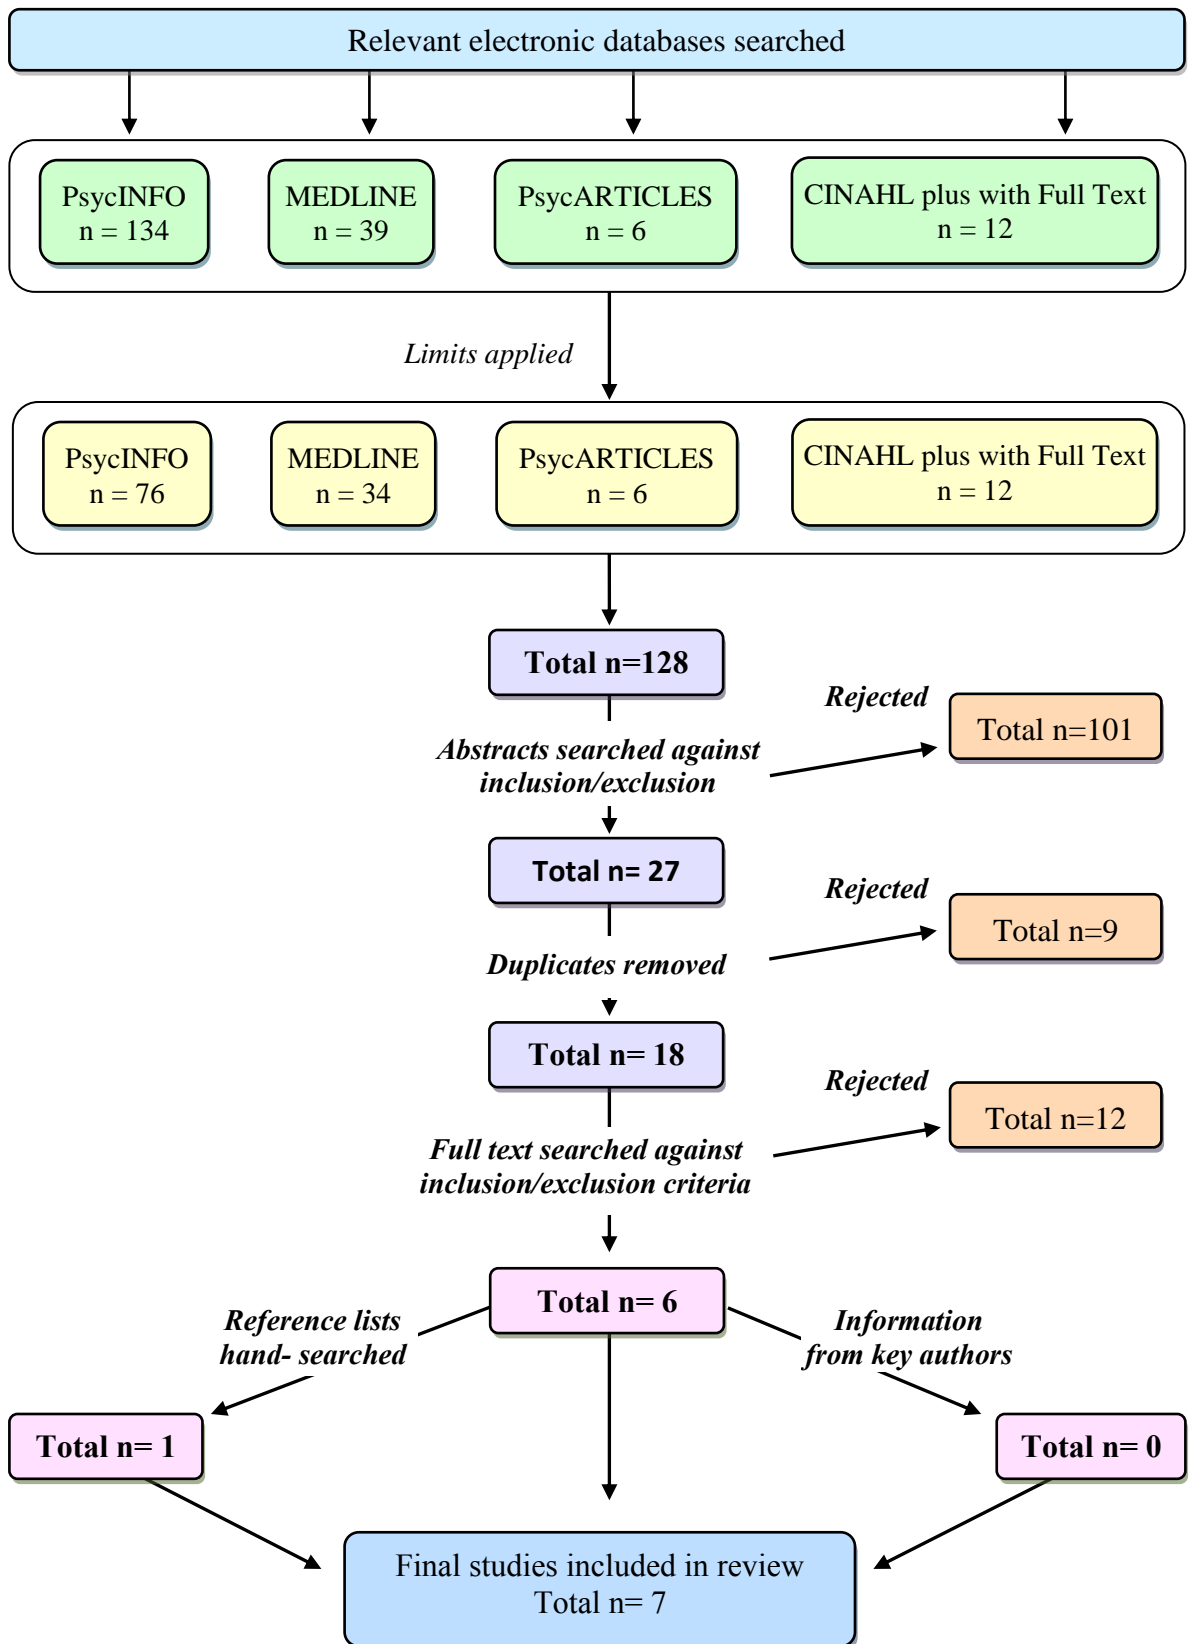 Relevant electronic databases searched
PsycINFO
n = 134
MEDLINE
n = 39
PsycARTICLES
n = 6
CINAHL plus with Full Text
n = 12
Limits applied
PsycINFO
n = 76
MEDLINE
n = 34
PsycARTICLES
n = 6
CINAHL plus with Full Text
n = 12
Total n=128
Rejected
Total n=101
Abstracts searched against
inclusion/exclusion
Total n= 27
Rejected
Total n=9
Duplicates removed
Total n= 18
Rejected
Total n=12
Full text searched against
inclusion/exclusion criteria
Total n= 6
Reference lists
hand- searched
Information
from key authors
Total n= 1
Total n= 0
Final studies included in review
Total n= 7